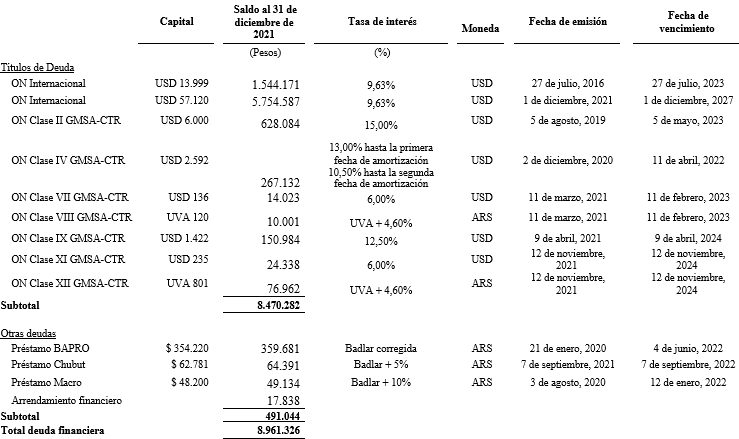 Capital Saldo al 31 de diciembre de 2021 Tasa de interés Moneda Fecha de emisión Fecha de vencimiento
(Pesos) (%)
Titulos de Deuda
ON Internacional USD 13.999 1.544.171 9,63% USD 27 de julio, 2016 27 de julio, 2023
ON Internacional USD 57.120 5.754.587 9,63% USD 1 de diciembre, 2021 1 de diciembre, 2027
ON Clase II GMSA-CTR USD 6.000 628.084 15,00% USD 5 de agosto, 2019 5 de mayo, 2023
ON Clase IV GMSA-CTR USD 2.592 267.132 13,00% hasta la primera fecha de amortización 10,50% hasta la segunda fecha de amortización USD 2 de diciembre, 2020 11 de abril, 2022
ON Clase VII GMSA-CTR USD 136 14.023 6,00% USD 11 de marzo, 2021 11 de febrero, 2023
ON Clase VIII GMSA-CTR UVA 120 10.001 UVA + 4,60% ARS 11 de marzo, 2021 11 de febrero, 2023
ON Clase IX GMSA-CTR USD 1.422 150.984 12,50% USD 9 de abril, 2021 9 de abril, 2024
ON Clase XI GMSA-CTR USD 235 24.338 6,00% USD 12 de noviembre, 2021 12 de noviembre, 2024
ON Clase XII GMSA-CTR UVA 801 76.962 UVA + 4,60% ARS 12 de noviembre, 2021 12 de noviembre, 2024
Subtotal 8.470.282
Otras deudas
Préstamo BAPRO $ 354.220 359.681 Badlar corregida ARS 21 de enero, 2020 4 de junio, 2022
Préstamo Chubut $ 62.781 64.391 Badlar + 5% ARS 7 de septiembre, 2021 7 de septiembre, 2022
Préstamo Macro $ 48.200 49.134 Badlar + 10% ARS 3 de agosto, 2020 12 de enero, 2022
Arrendamiento financiero 17.838
Subtotal 491.044
Total deuda financiera 8.961.326